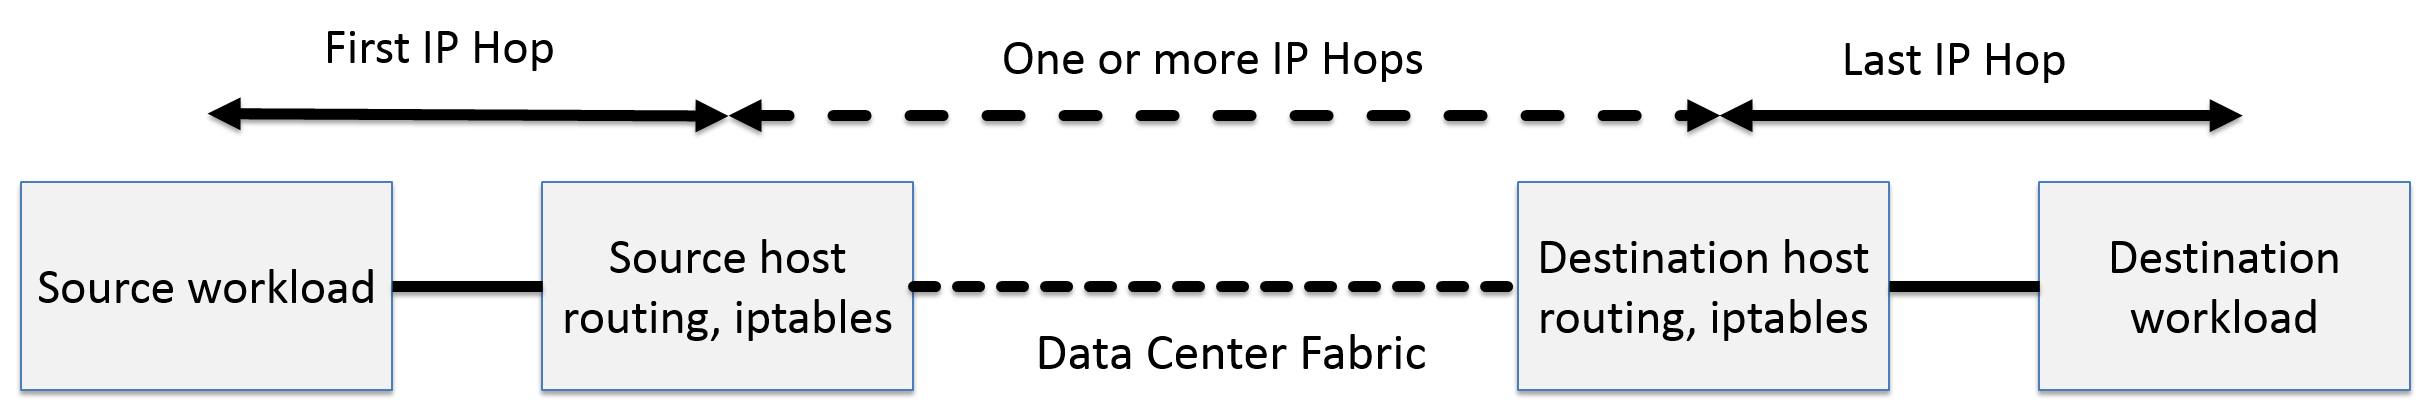 First IP Hop
One or more IP Hops
Last IP Hop
Source workload
Source host
routing, iptables
Data Center Fabric
Destination host
routing, iptables
Destination
workload